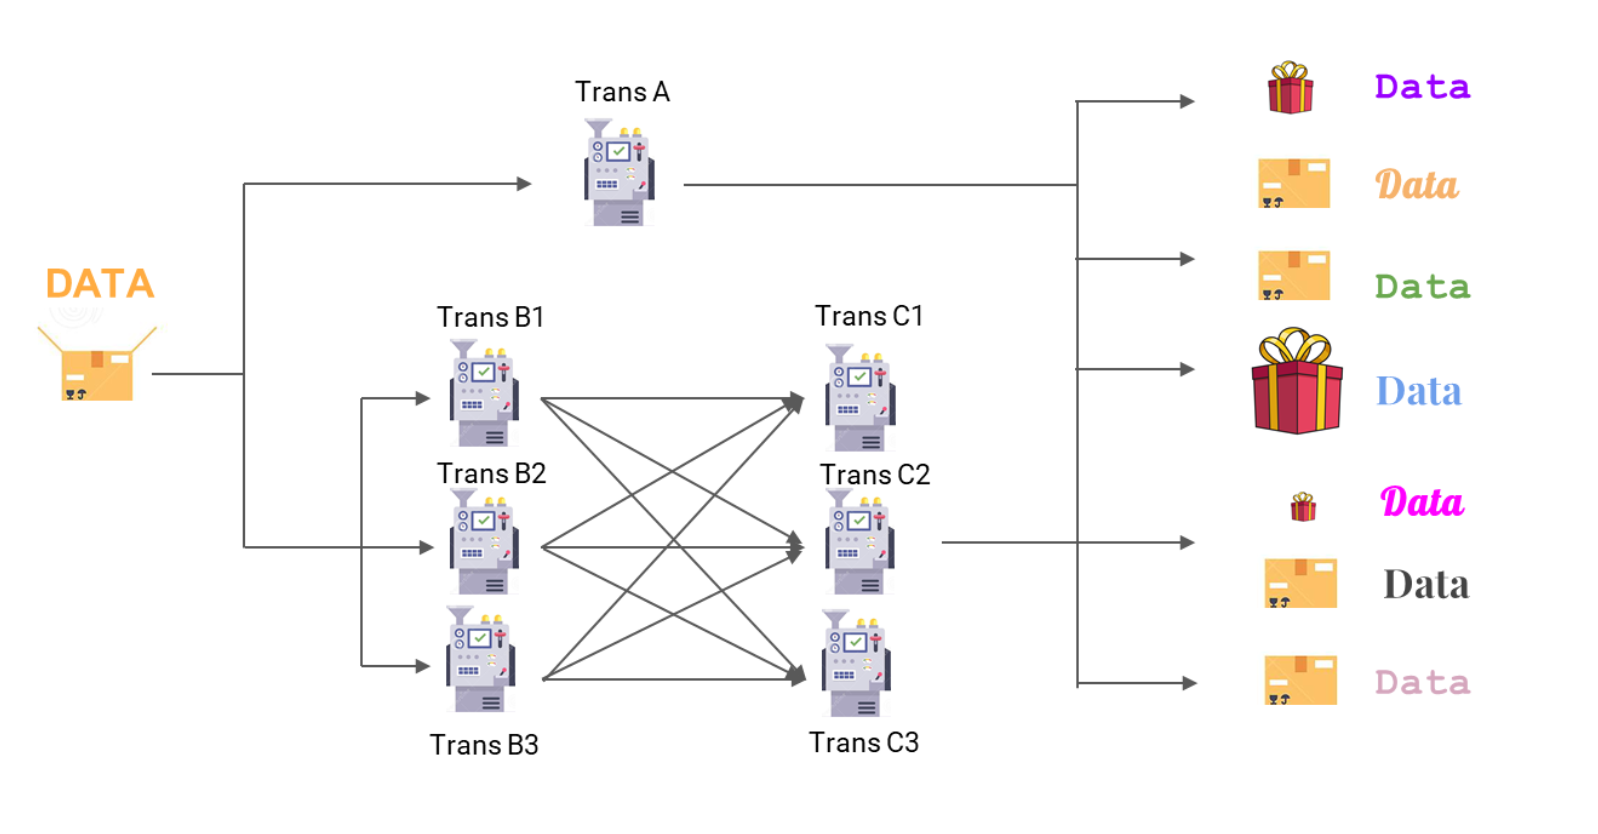 Trans A
DATA
Trans B1
Trans B2
Trans B3
Trans C1
Trans C2
Trans C3
Data
Data
Data
Data
Data
Data
Data